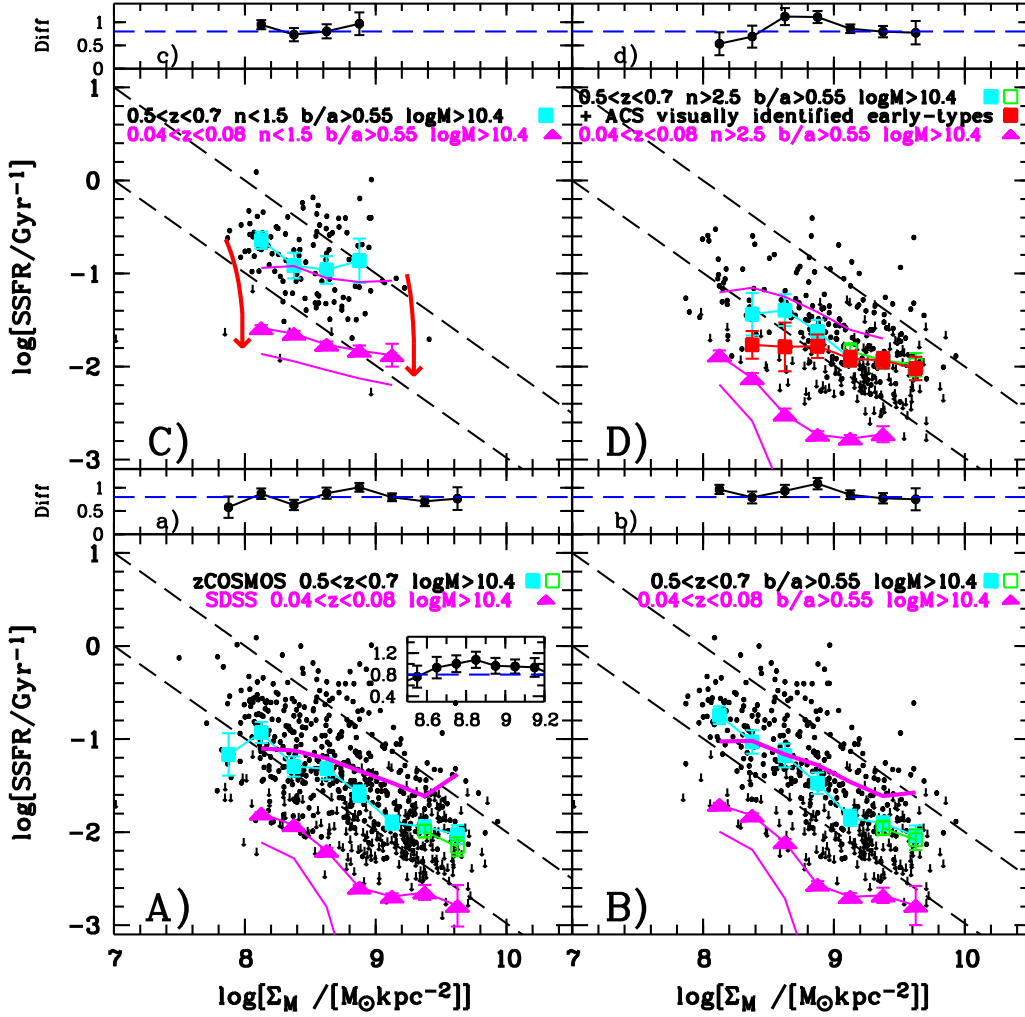 Diff
1
0.5
0
c)
d)
0.5<z<0.7 n<1.5 b/a>0.55 logM>10.4
0.04<z<0.08 n<1.5 b/a>0.55 logM>10.4
0.5<z<0.7 n>2.5 b/a>0.55 logM>10.4
+ ACS visually identified early-types
0.04<z<0.08 n>2.5 b/a>0.55 logM>10.4
log[SSFR/Gyr⁻¹]
1
0
-1
-2
-3
C)
D)
Diff
1
0.5
0
a)
b)
zCOSMOS 0.5<z<0.7 logM>10.4
SDSS 0.04<z<0.08 logM>10.4
0.5<z<0.7 b/a>0.55 logM>10.4
0.04<z<0.08 b/a>0.55 logM>10.4
1.2
0.8
0.4
8.6 8.8 9 9.2
log[SSFR/Gyr⁻¹]
1
0
-1
-2
-3
A)
B)
7 8 9 10 7 8 9 10
log[Σ_M /[M⊙kpc⁻²]] log[Σ_M /[M⊙kpc⁻²]]